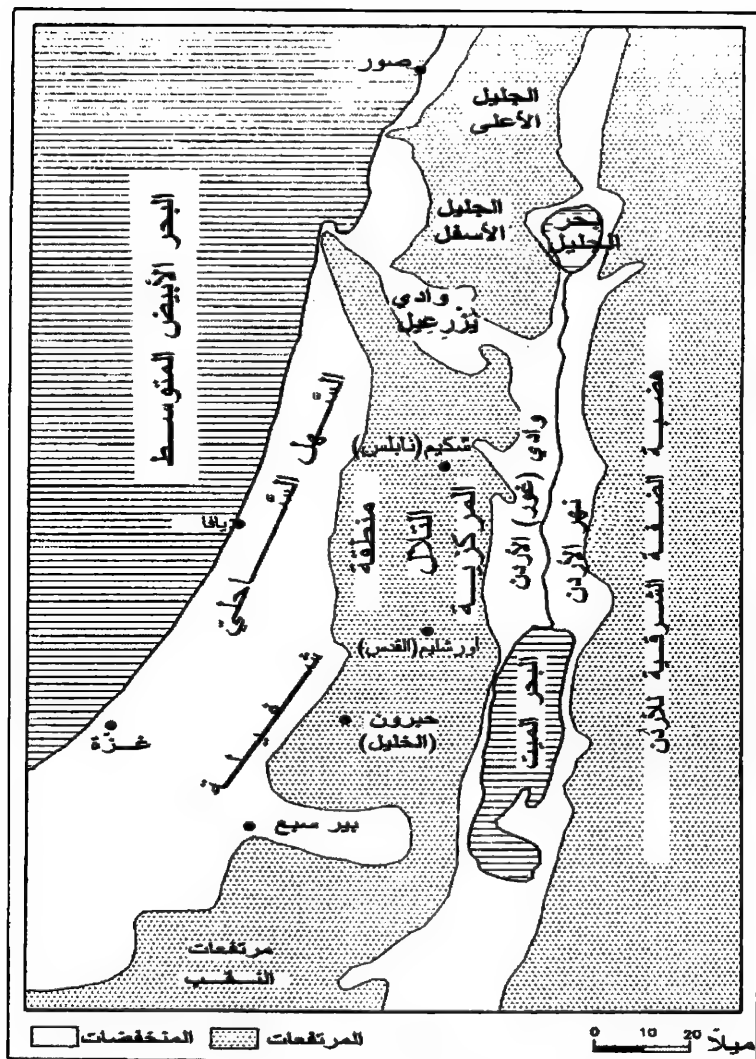 صور
الجليل
الأعلى
البحر الأبيض المتوسط
الجليل
الأسفل
بحر
الجليل
وادي
يزرعيل
السهل الساحلي
هضبة الضفة الشرقية للأردن
شكيم (نابلس)
وادي (غور) الأردن
نهر الأردن
يافا
منطقة
التلال
المركزية
أورشليم (القدس)
شفيلة
البحر الميت
غزة
حبرون
(الخليل)
بير سبع
مرتفعات
النقب
المنخفضات
المرتفعات
0 10 20 ميلاً